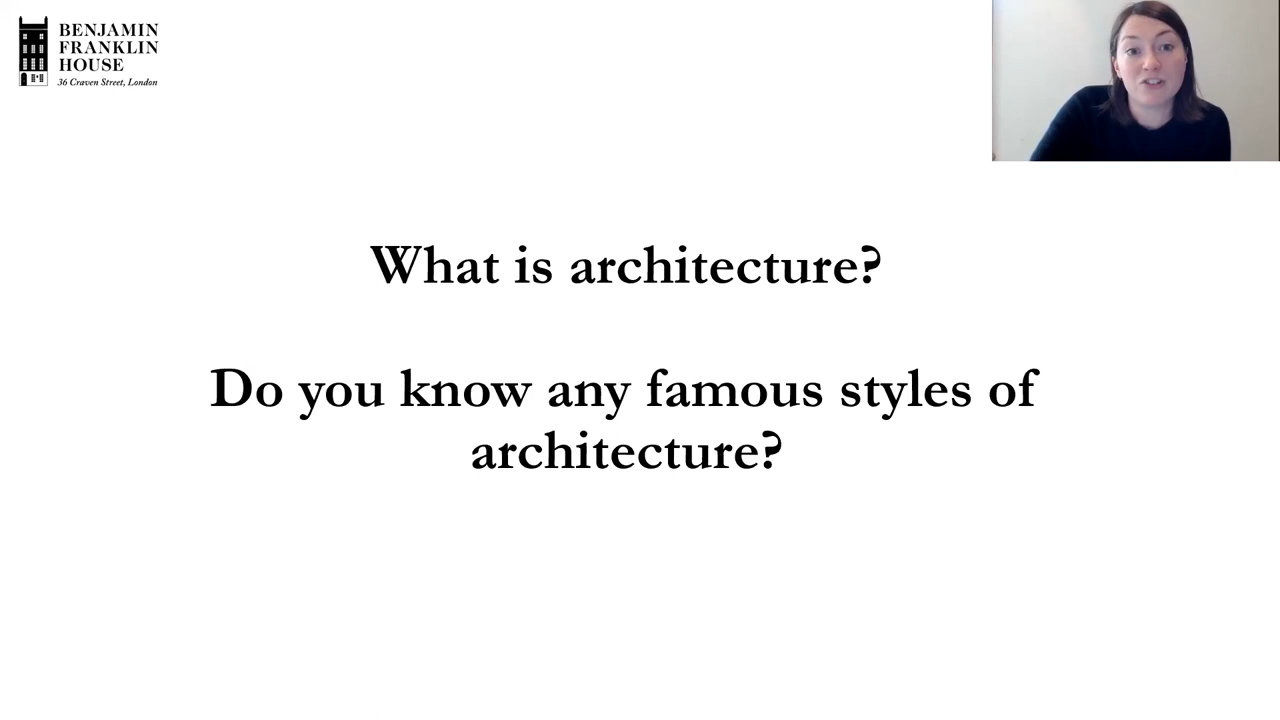 BENJAMIN
FRANKLIN
HOUSE
36 Craven Street, London
What is architecture?
Do you know any famous styles of
architecture?